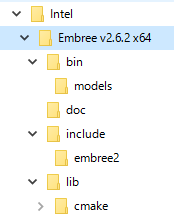 Intel
Embree v2.6.2 x64
bin
models
doc
include
embree2
lib
cmake